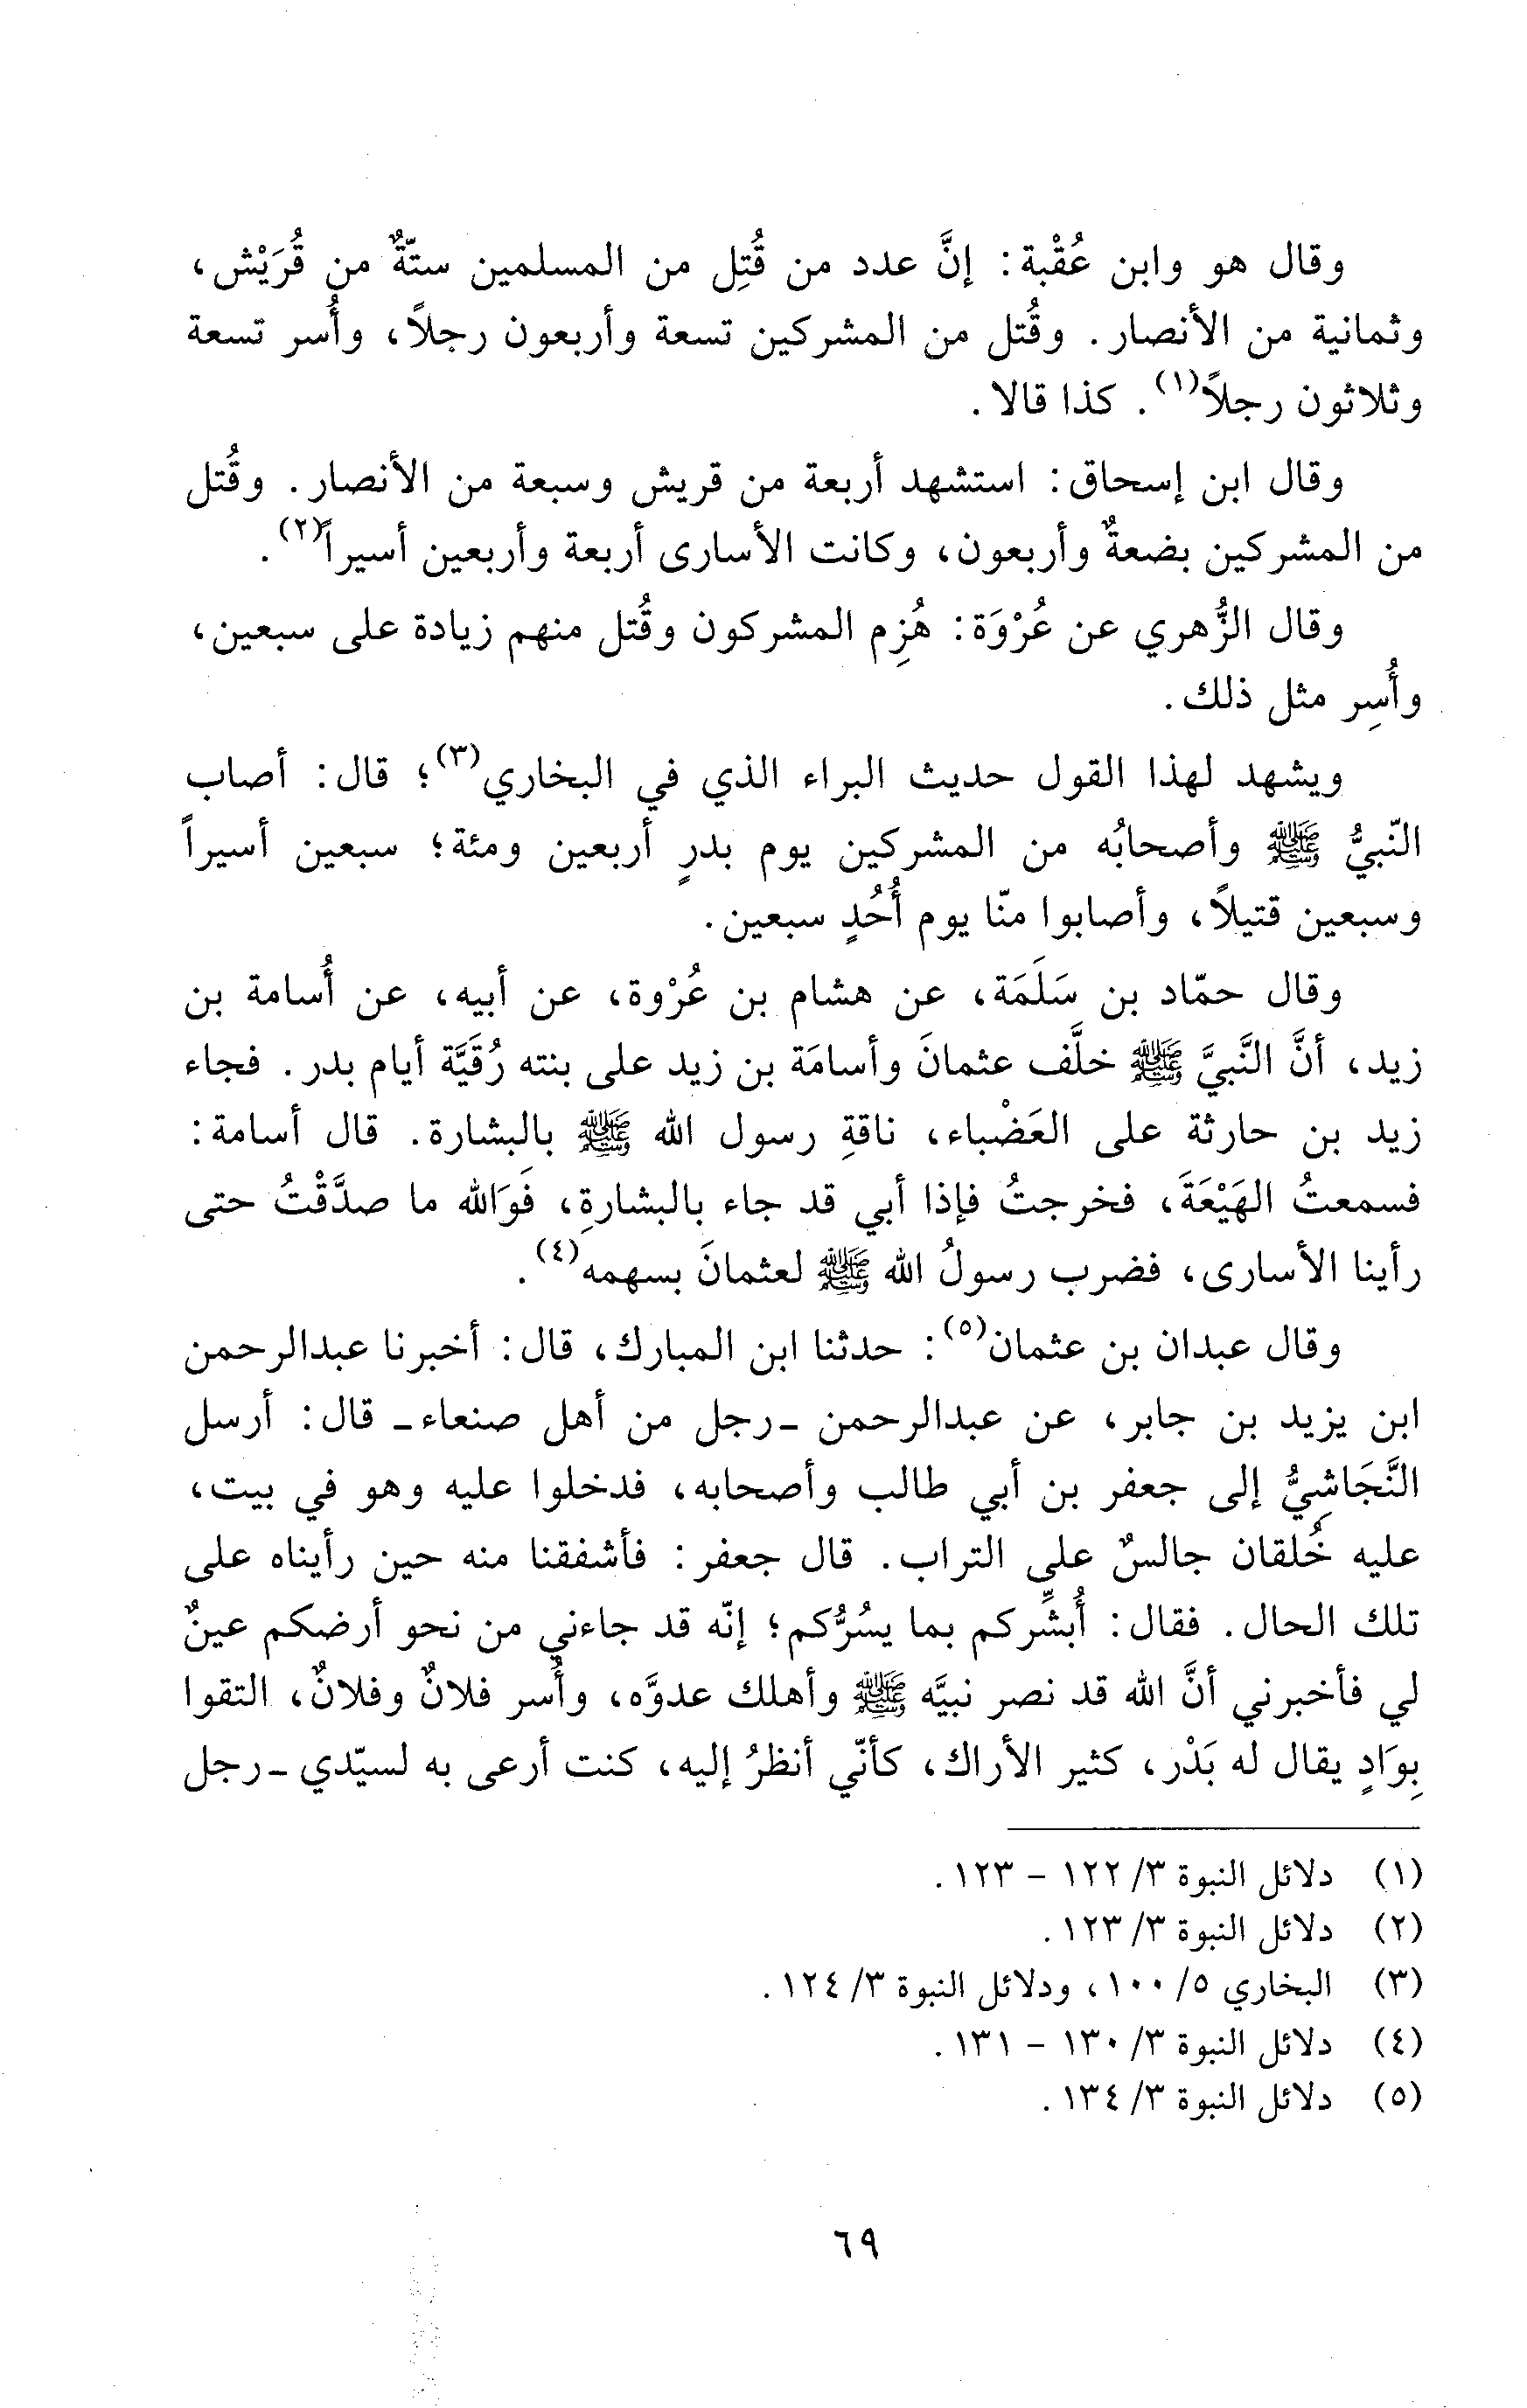 وقال هو وابن عُقْبة: إنَّ عدد من قُتِل من المسلمين ستّةٌ من قُرَيْش،
وثمانية من الأنصار. وقُتل من المشركين تسعة وأربعون رجلاً، وأُسر تسعة
وثلاثون رجلاً(١). كذا قالا.
وقال ابن إسحاق: استشهد أربعة من قريش وسبعة من الأنصار. وقُتل
من المشركين بضعةٌ وأربعون، وكانت الأسارى أربعة وأربعين أسيراً(٢).
وقال الزُّهري عن عُرْوَة: هُزِم المشركون وقُتل منهم زيادة على سبعين،
وأُسِر مثل ذلك.
ويشهد لهذا القول حديث البراء الذي في البخاري(٣)؛ قال: أصاب
النّبيُّ ﷺ وأصحابُه من المشركين يوم بدرٍ أربعين ومئة؛ سبعين أسيراً
وسبعين قتيلاً، وأصابوا منّا يوم أُحُدٍ سبعين.
وقال حمّاد بن سَلَمَة، عن هشام بن عُرْوة، عن أبيه، عن أُسامة بن
زيد، أنَّ النَّبيَّ ﷺ خلَّف عثمانَ وأسامَة بن زيد على بنته رُقَيَّة أيام بدر. فجاء
زيد بن حارثة على العَضْباء، ناقةِ رسول الله ﷺ بالبشارة. قال أسامة:
فسمعتُ الهَيْعَةَ، فخرجتُ فإذا أبي قد جاء بالبشارةِ، فَوَالله ما صدَّقْتُ حتى
رأينا الأسارى، فضرب رسولُ الله ﷺ لعثمانَ بسهمه(٤).
وقال عبدان بن عثمان(٥): حدثنا ابن المبارك، قال: أخبرنا عبدالرحمن
ابن يزيد بن جابر، عن عبدالرحمن -رجل من أهل صنعاء- قال: أرسل
النَّجَاشِيُّ إلى جعفر بن أبي طالب وأصحابه، فدخلوا عليه وهو في بيت،
عليه خُلقان جالسٌ على التراب. قال جعفر: فأشفقنا منه حين رأيناه على
تلك الحال. فقال: أُبشِّركم بما يسُرُّكم؛ إنّه قد جاءني من نحو أرضكم عينٌ
لي فأخبرني أنَّ الله قد نصر نبيَّه ﷺ وأهلك عدوَّه، وأُسر فلانٌ وفلانٌ، التقوا
بِوَادٍ يقال له بَدْر، كثير الأراك، كأنّي أنظرُ إليه، كنت أرعى به لسيّدي -رجل
(١) دلائل النبوة ٣/ ١٢٢ - ١٢٣.
(٢) دلائل النبوة ٣/ ١٢٣.
(٣) البخاري ٥/ ١٠٠، ودلائل النبوة ٣/ ١٢٤.
(٤) دلائل النبوة ٣/ ١٣٠ - ١٣١.
(٥) دلائل النبوة ٣/ ١٣٤.
٦٩